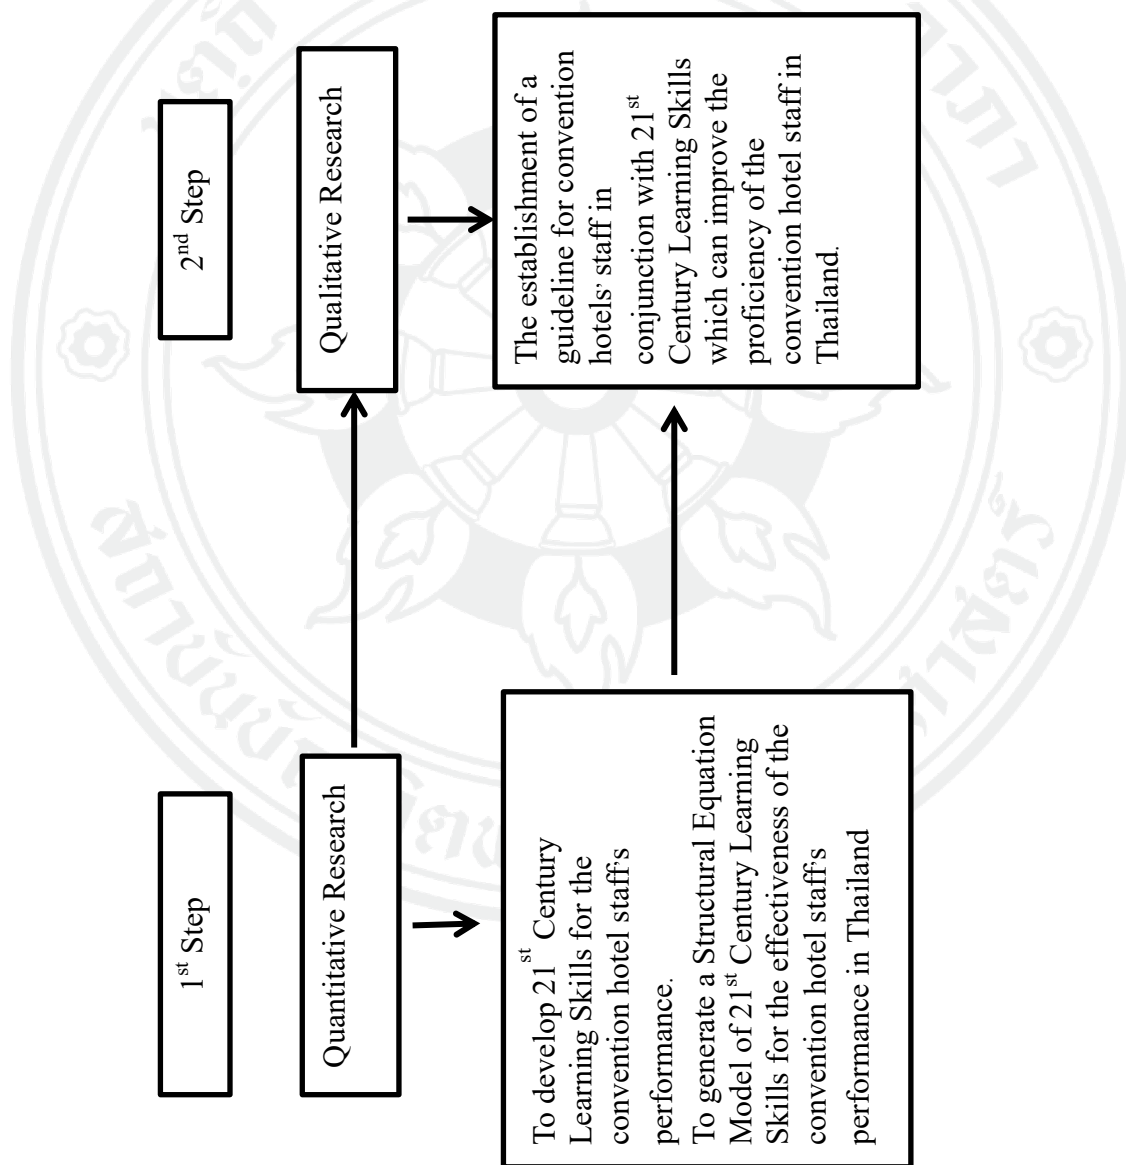 1st Step
2nd Step
Quantitative Research
Qualitative Research
To develop 21st Century
Learning Skills for the
convention hotel staff's
performance.
To generate a Structural Equation
Model of 21st Century Learning
Skills for the effectiveness of the
convention hotel staff's
performance in Thailand
The establishment of a
guideline for convention
hotels' staff in
conjunction with 21st
Century Learning Skills
which can improve the
proficiency of the
convention hotel staff in
Thailand.